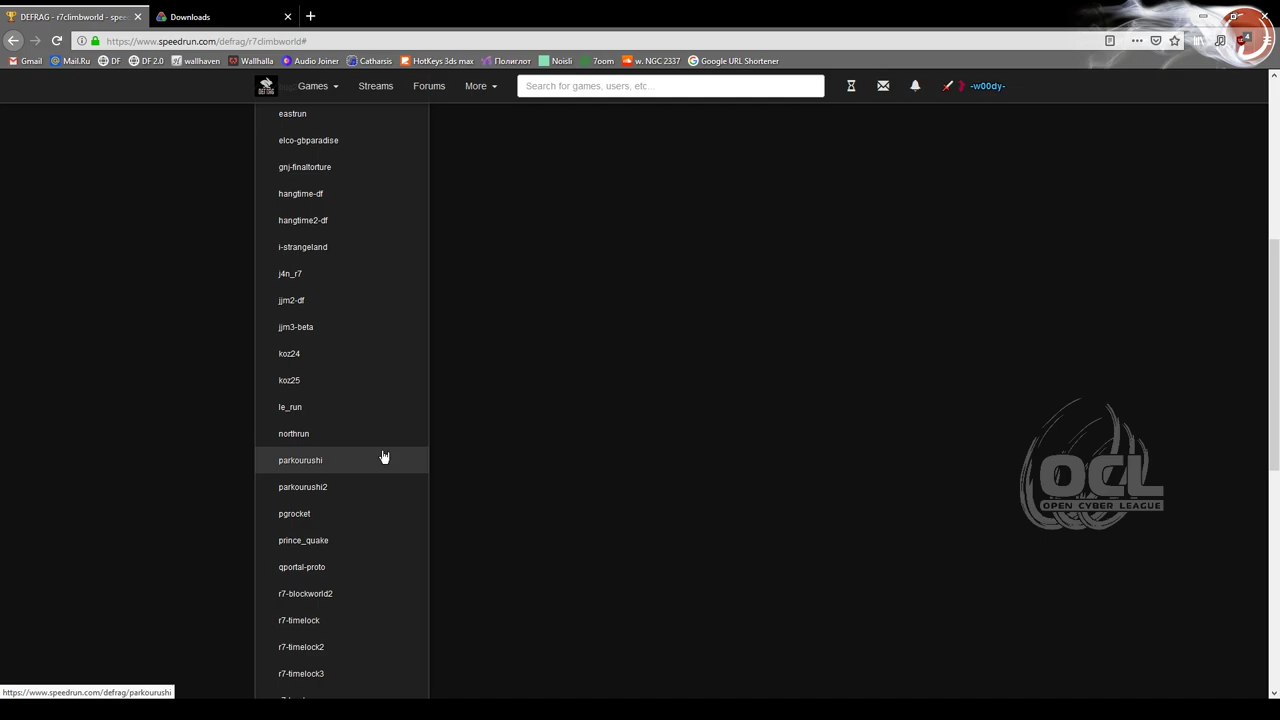 DEFRAG - r7climbworld - spee
Downloads
https://www.speedrun.com/defrag/r7climbworld#
4
Gmail
Mail.Ru
DF
DF 2.0
wallhaven
Wallhalla
Audio Joiner
Catharsis
HotKeys 3ds max
Полиглот
Noisli
7oom
w. NGC 2337
Google URL Shortener
DEFRAG
Games
Streams
Forums
More
Search for games, users, etc...
-w00dy-
eastrun
elco-gbparadise
gnj-finaltorture
hangtime-df
hangtime2-df
i-strangeland
j4n_r7
jjm2-df
jjm3-beta
koz24
koz25
le_run
northrun
parkourushi
parkourushi2
pgrocket
prince_quake
qportal-proto
r7-blockworld2
r7-timelock
r7-timelock2
r7-timelock3
OCL
OPEN CYBER LEAGUE
https://www.speedrun.com/defrag/parkourushi